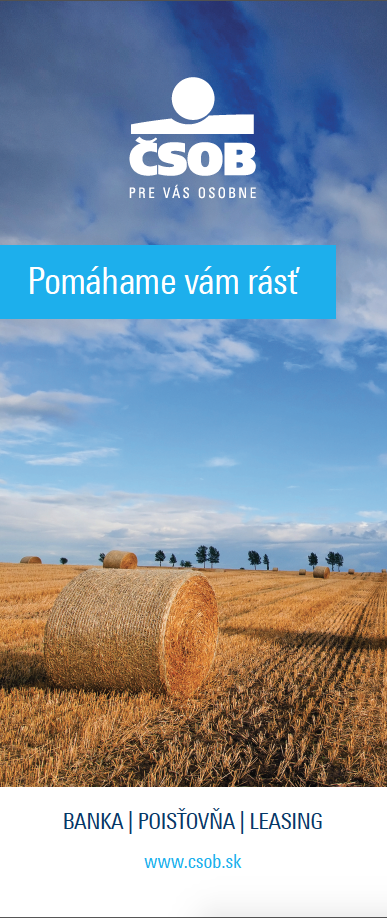 ČSOB
PRE VÁS OSOBNE
Pomáhame vám rásť
BANKA | POISŤOVŇA | LEASING
www.csob.sk